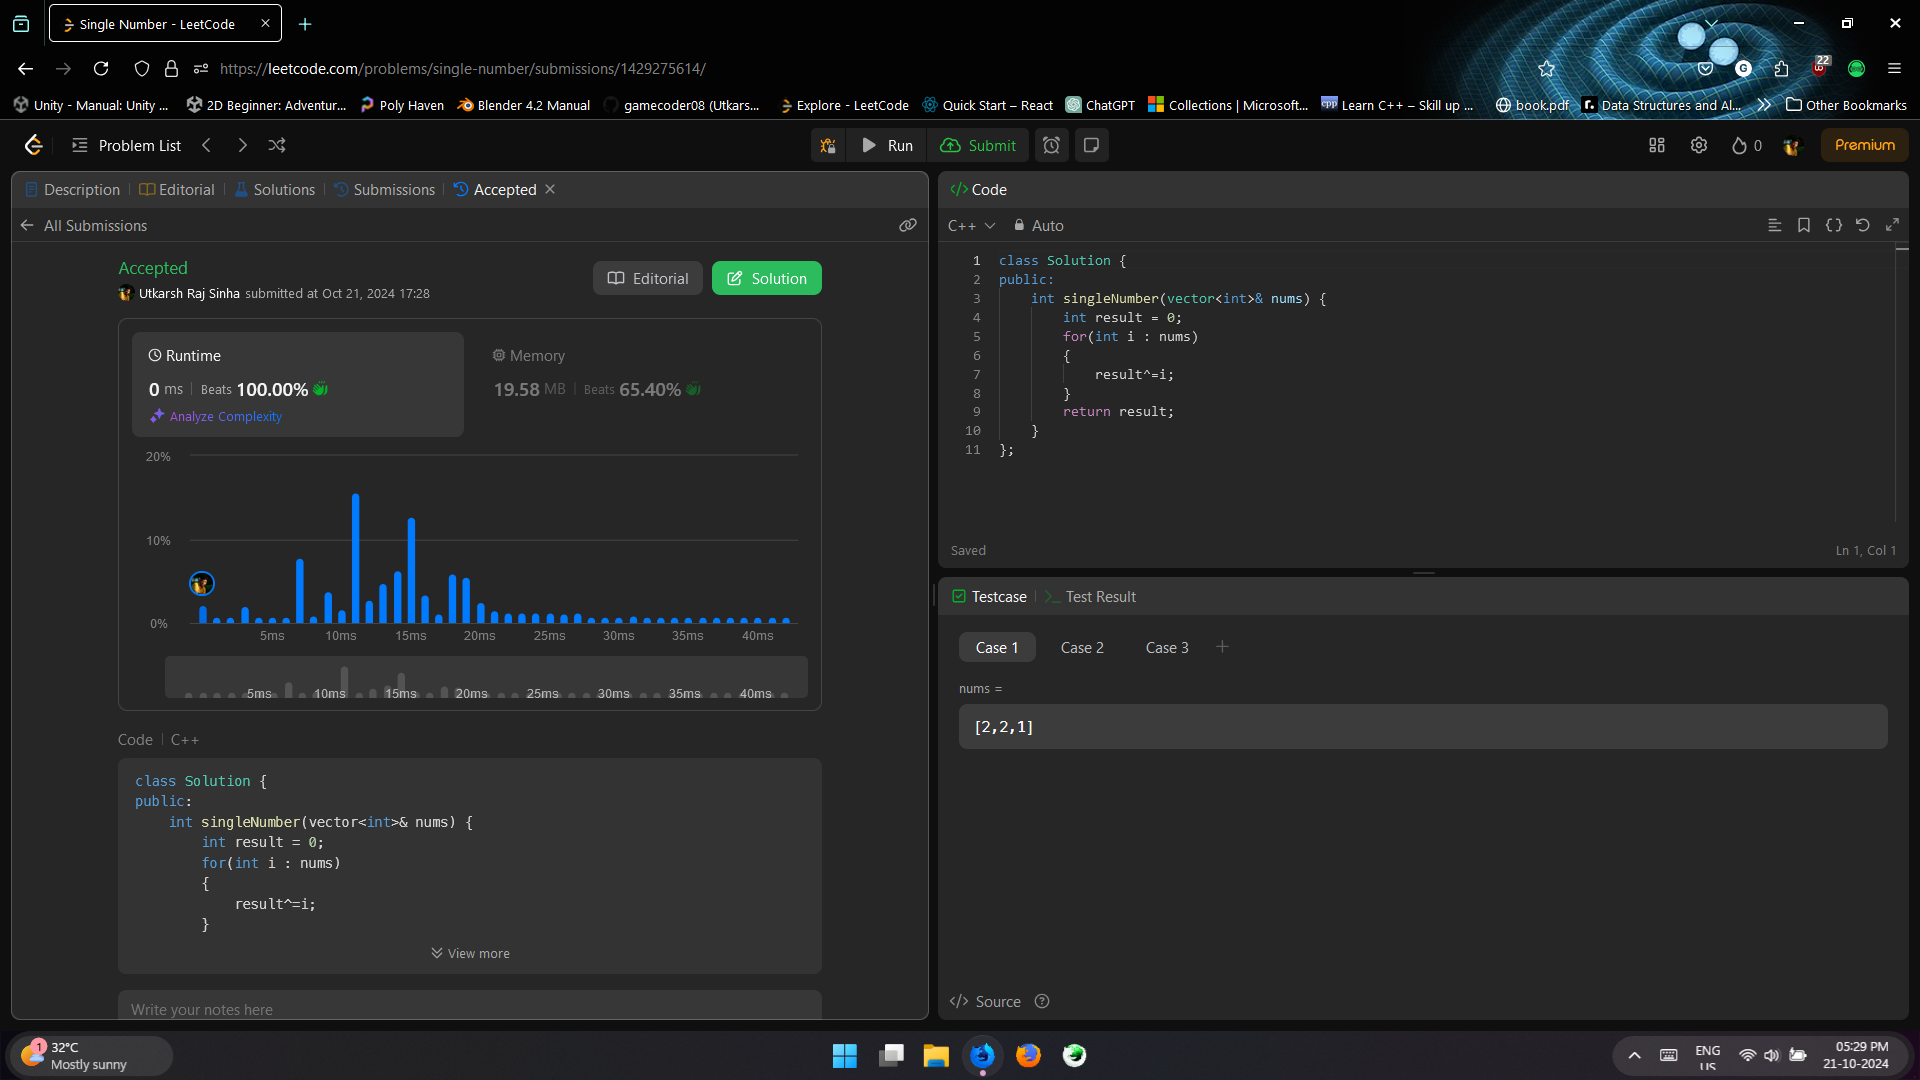 Single Number - LeetCode
https://leetcode.com/problems/single-number/submissions/1429275614/
22
Unity - Manual: Unity ...
2D Beginner: Adventur...
Poly Haven
Blender 4.2 Manual
gamecoder08 (Utkars...
Explore - LeetCode
Quick Start – React
ChatGPT
Collections | Microsoft...
Learn C++ – Skill up ...
book.pdf
Data Structures and Al...
Other Bookmarks
Problem List
Run
Submit
0
Premium
Description
Editorial
Solutions
Submissions
Accepted
All Submissions
Accepted
Utkarsh Raj Sinha submitted at Oct 21, 2024 17:28
Editorial
Solution
Runtime
0 ms | Beats 100.00%
Analyze Complexity
Memory
19.58 MB | Beats 65.40%
20%
10%
0%
5ms 10ms 15ms 20ms 25ms 30ms 35ms 40ms
5ms 10ms 15ms 20ms 25ms 30ms 35ms 40ms
Code | C++
class Solution {
public:
    int singleNumber(vector<int>& nums) {
        int result = 0;
        for(int i : nums)
        {
            result^=i;
        }
View more
Write your notes here
</> Code
C++
Auto
1 class Solution {
2 public:
3     int singleNumber(vector<int>& nums) {
4         int result = 0;
5         for(int i : nums)
6         {
7             result^=i;
8         }
9         return result;
10     }
11 };
Saved
Ln 1, Col 1
Testcase
Test Result
Case 1
Case 2
Case 3
nums =
[2,2,1]
</> Source
1
32°C
Mostly sunny
ENG
US
05:29 PM
21-10-2024